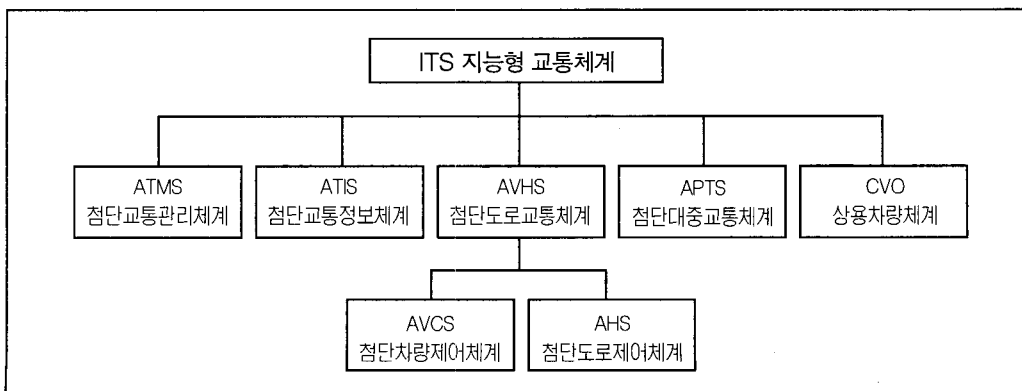 ITS 지능형 교통체계
ATMS
첨단교통관리체계
ATIS
첨단교통정보체계
AVHS
첨단도로교통체계
APTS
첨단대중교통체계
CVO
상용차량체계
AVCS
첨단차량제어체계
AHS
첨단도로제어체계